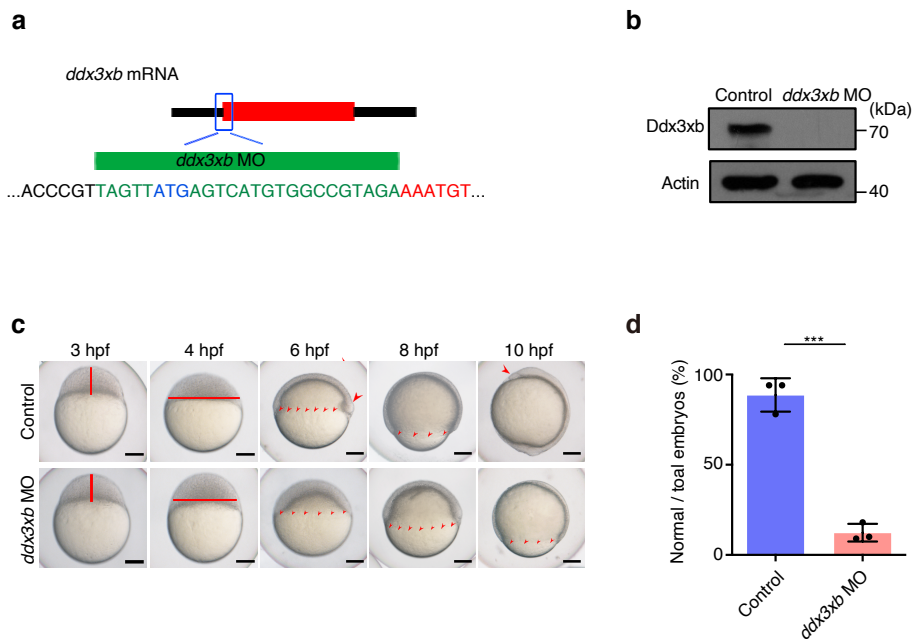 a
ddx3xb mRNA
ddx3xb MO
...ACCCGTTAGTTATGAGTCATGTGGCCGTAGAAAATGT...
b
Control ddx3xb MO
(kDa)
Ddx3xb
70
Actin
40
c
3 hpf 4 hpf 6 hpf 8 hpf 10 hpf
Control
ddx3xb MO
d
***
Normal / toal embryos (%)
100
50
0
Control
ddx3xb MO